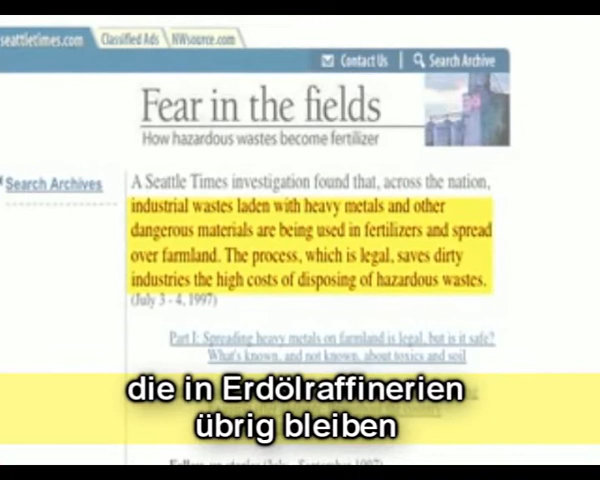 seattletimes.com Classified Ads NWsource.com
Contact Us | Search Archive
Fear in the fields
How hazardous wastes become fertilizer
Search Archives
A Seattle Times investigation found that, across the nation,
industrial wastes laden with heavy metals and other
dangerous materials are being used in fertilizers and spread
over farmland. The process, which is legal, saves dirty
industries the high costs of disposing of hazardous wastes.
(July 3 - 4, 1997)
Part I: Spreading heavy metals on farmland is legal, but is it safe?
What's known, and not known, about toxics and soil
die in Erdölraffinerien
übrig bleiben